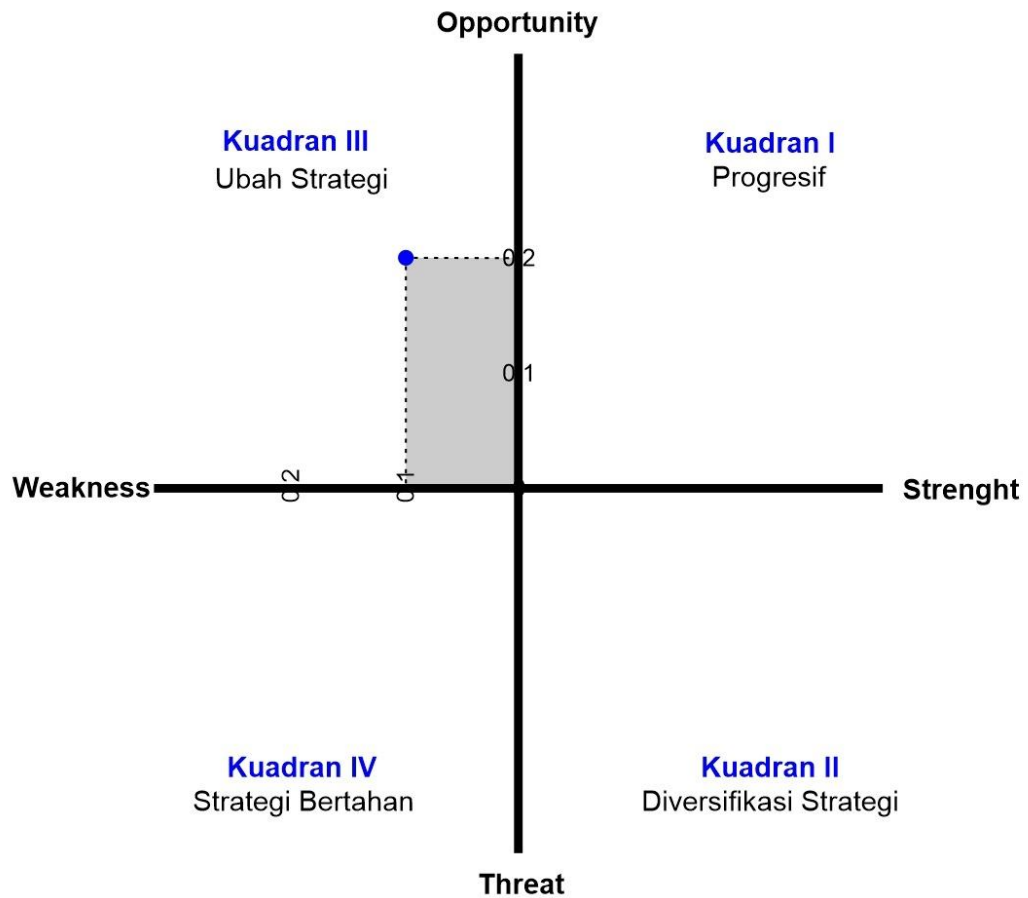 Opportunity
Kuadran III
Ubah Strategi
Kuadran I
Progresif
0.2
0.1
Weakness
0.2
0.1
Strenght
Kuadran IV
Strategi Bertahan
Kuadran II
Diversifikasi Strategi
Threat